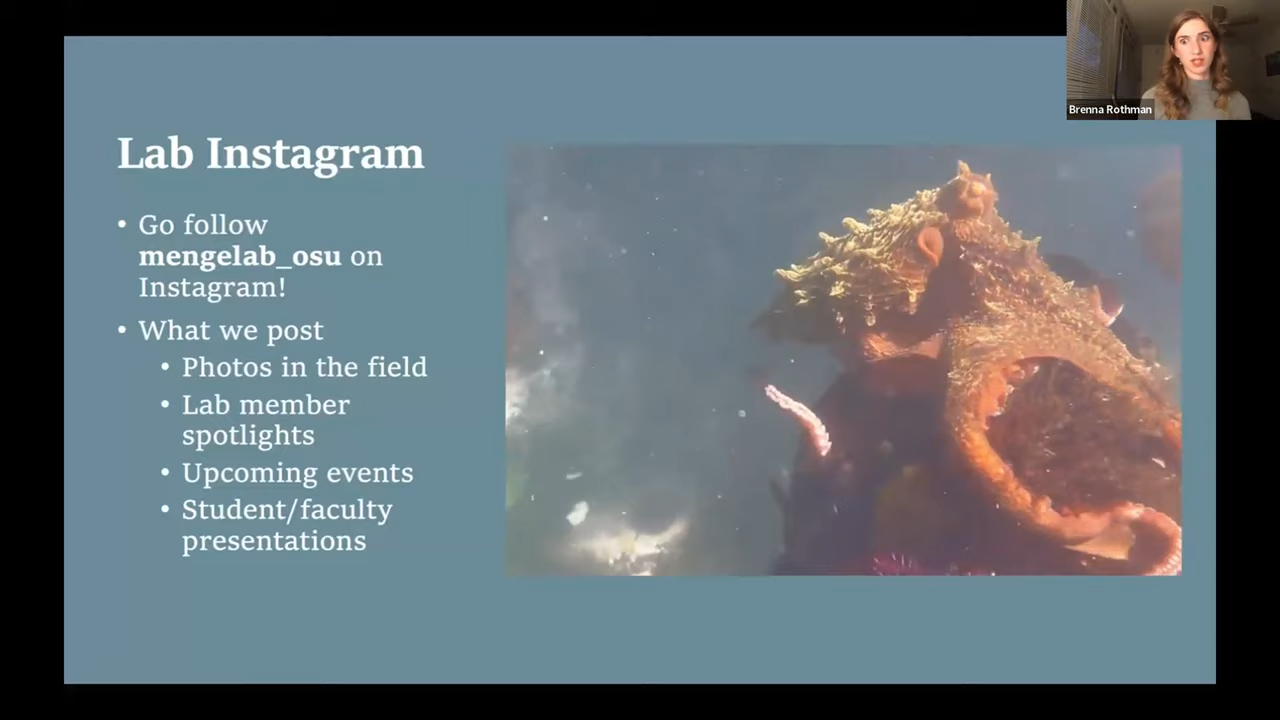 Brenna Rothman
Lab Instagram
• Go follow
mengelab_osu on
Instagram!
• What we post
• Photos in the field
• Lab member
spotlights
• Upcoming events
• Student/faculty
presentations